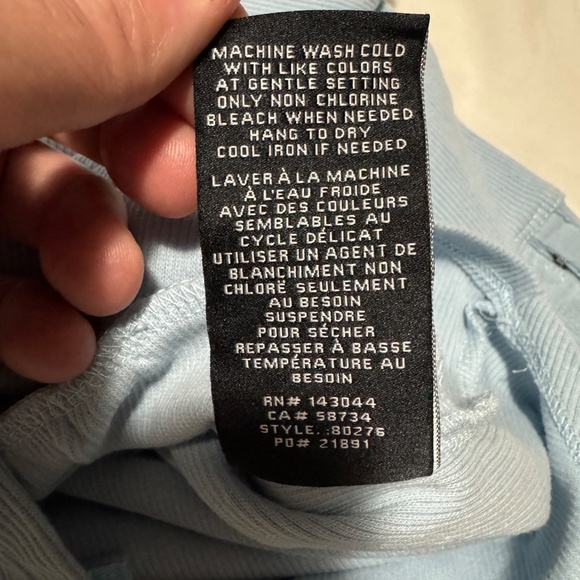 MACHINE WASH COLD
WITH LIKE COLORS
AT GENTLE SETTING
ONLY NON CHLORINE
BLEACH WHEN NEEDED
HANG TO DRY
COOL IRON IF NEEDED
LAVER À LA MACHINE
À L'EAU FROIDE
AVEC DES COULEURS
SEMBLABLES AU
CYCLE DÉLICAT
UTILISER UN AGENT DE
BLANCHIMENT NON
CHLORË SEULEMENT
AU BESOIN
SUSPENDRE
POUR SÉCHER
REPASSER À BASSE
TEMPÉRATURE AU
BESOIN
RN# 143044
CA# 58734
STYLE. :80276
PO# 21891